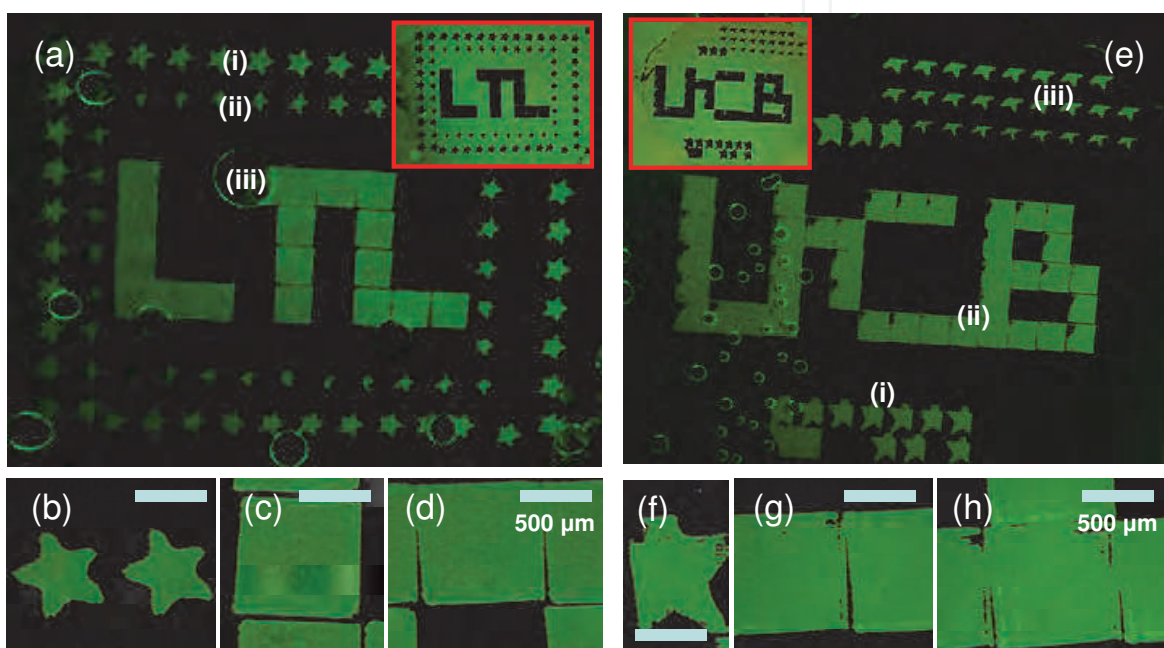 (a)
(i)
(ii)
(iii)
LTL
LTL
(b)
(c)
(d)
500 µm
(e)
UCB
(iii)
UCB
(ii)
(i)
(f)
(g)
(h)
500 µm